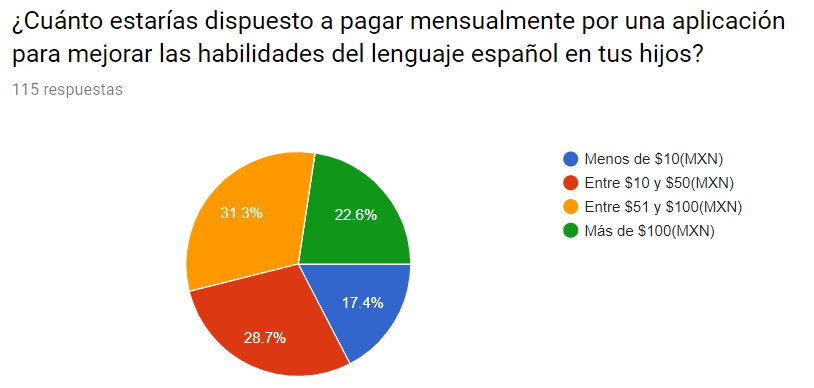 ¿Cuánto estarías dispuesto a pagar mensualmente por una aplicación
para mejorar las habilidades del lenguaje español en tus hijos?
115 respuestas
Menos de $10(MXN)
Entre $10 y $50(MXN)
Entre $51 y $100(MXN)
Más de $100(MXN)
31.3%
22.6%
17.4%
28.7%